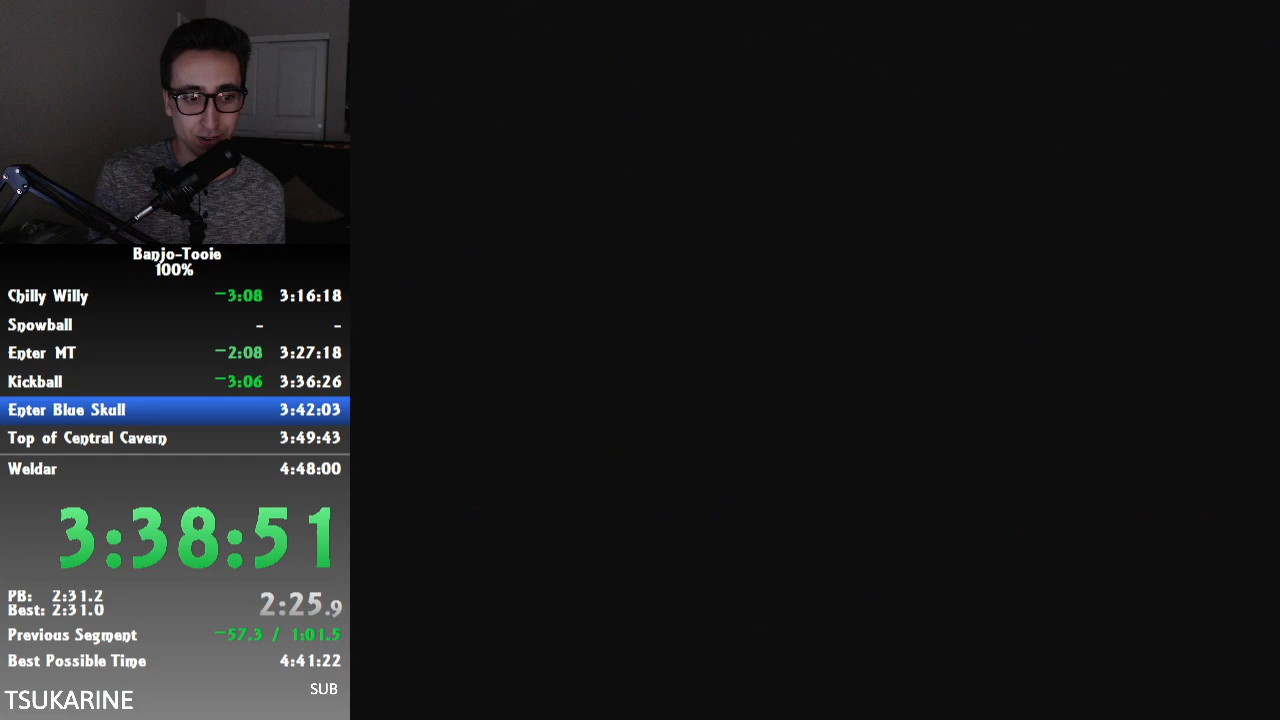 Banjo-Tooie
100%
Chilly Willy -3:08 3:16:18
Snowball - -
Enter MT -2:08 3:27:18
Kickball -3:06 3:36:26
Enter Blue Skull 3:42:03
Top of Central Cavern 3:49:43
Weldar 4:48:00
3:38:51
PB: 2:31.2
Best: 2:31.0
2:25.9
Previous Segment -57.3 / 1:01.5
Best Possible Time 4:41:22
SUB
TSUKARINE